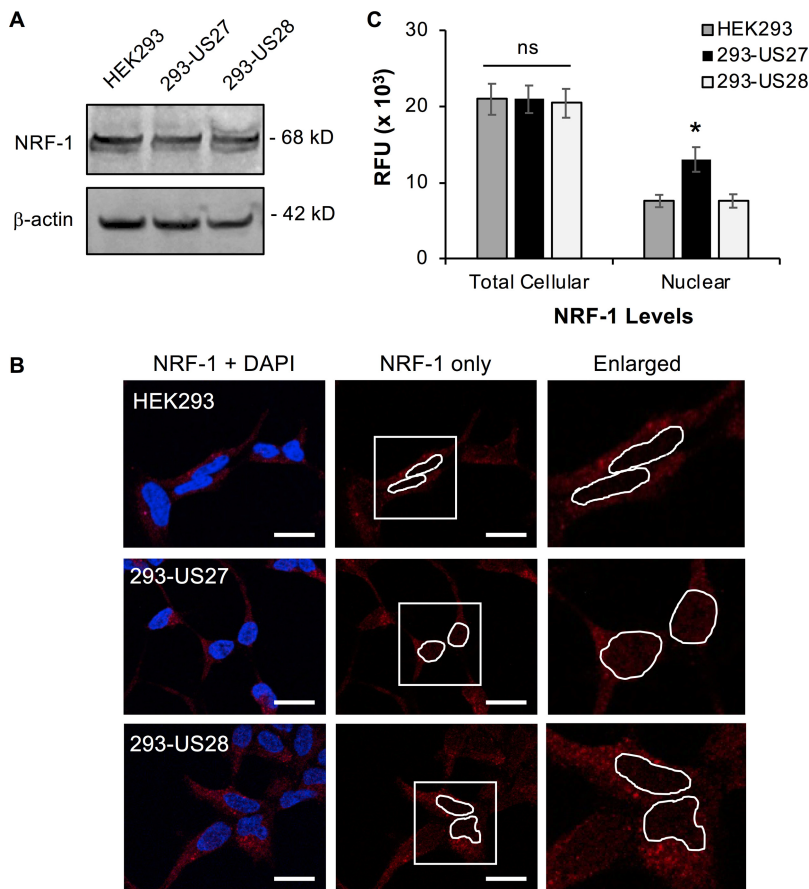 A
HEK293
293-US27
293-US28
NRF-1
- 68 kD
β-actin
- 42 kD
C
HEK293
293-US27
293-US28
ns
*
RFU (x 10³)
30
20
10
0
Total Cellular
Nuclear
NRF-1 Levels
B
NRF-1 + DAPI
NRF-1 only
Enlarged
HEK293
293-US27
293-US28